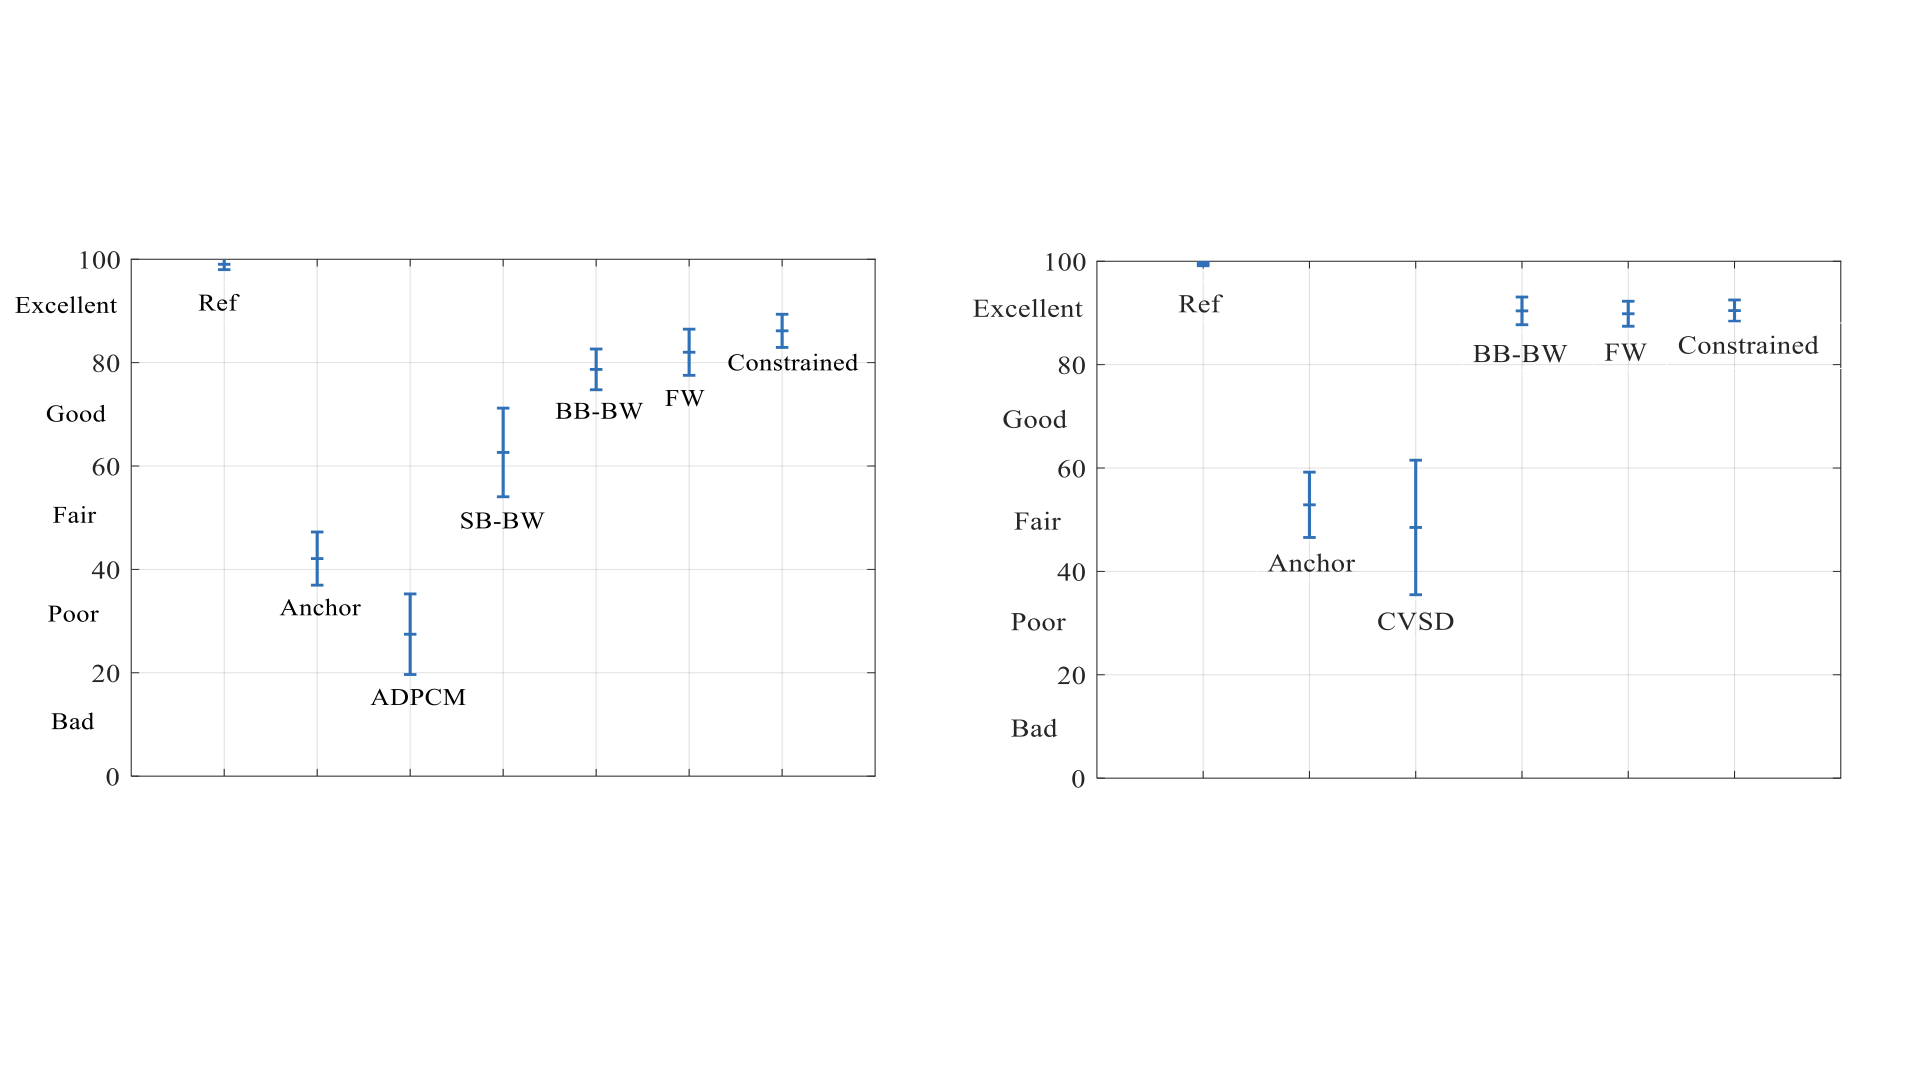 100
Ref
Excellent
80
Constrained
FW
BB-BW
Good
60
SB-BW
Fair
40
Anchor
Poor
20
ADPCM
Bad
0
100
Ref
Excellent
Constrained
FW
BB-BW
80
Good
60
Fair
Anchor
40
CVSD
Poor
20
Bad
0